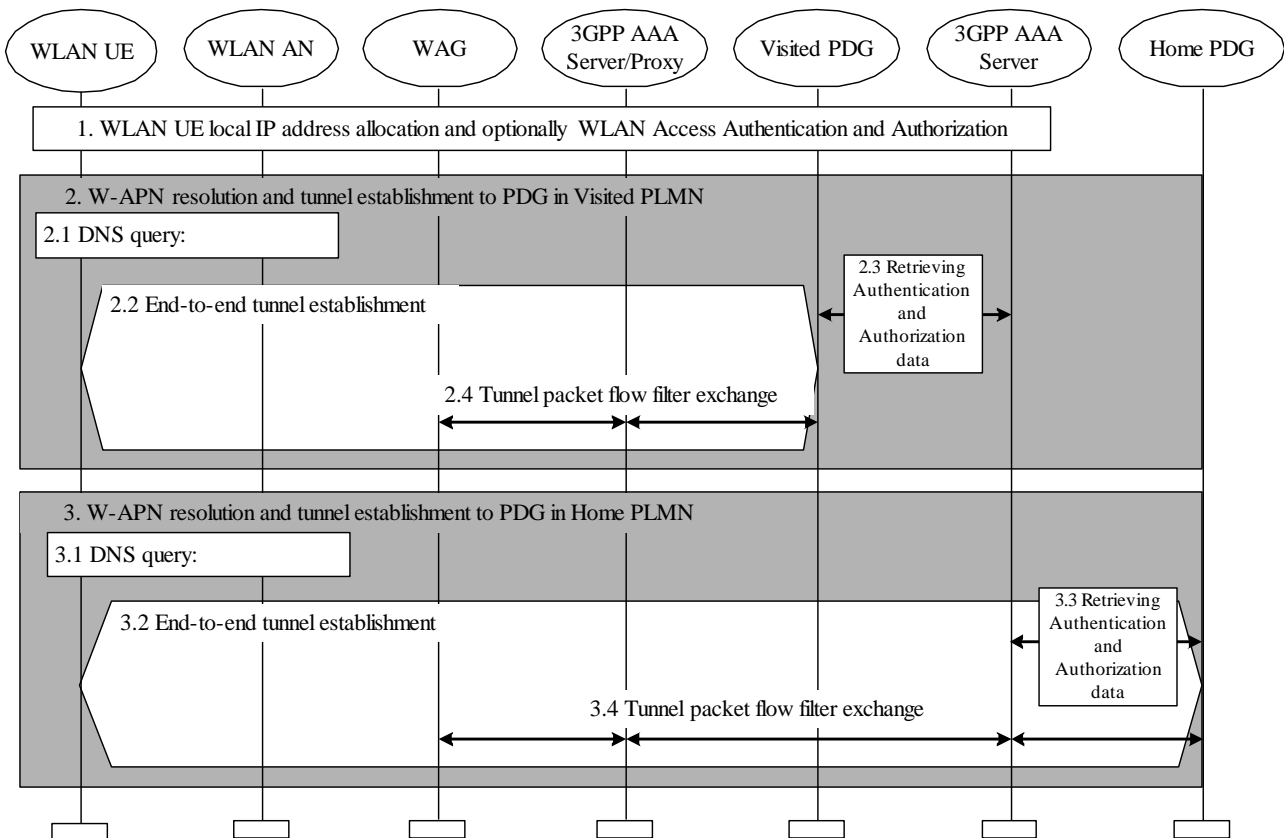 WLAN UE
WLAN AN
WAG
3GPP AAA
Server/Proxy
Visited PDG
3GPP AAA
Server
Home PDG
1. WLAN UE local IP address allocation and optionally WLAN Access Authentication and Authorization
2. W-APN resolution and tunnel establishment to PDG in Visited PLMN
2.1 DNS query:
2.2 End-to-end tunnel establishment
2.3 Retrieving
Authentication
and
Authorization
data
2.4 Tunnel packet flow filter exchange
3. W-APN resolution and tunnel establishment to PDG in Home PLMN
3.1 DNS query:
3.2 End-to-end tunnel establishment
3.3 Retrieving
Authentication
and
Authorization
data
3.4 Tunnel packet flow filter exchange